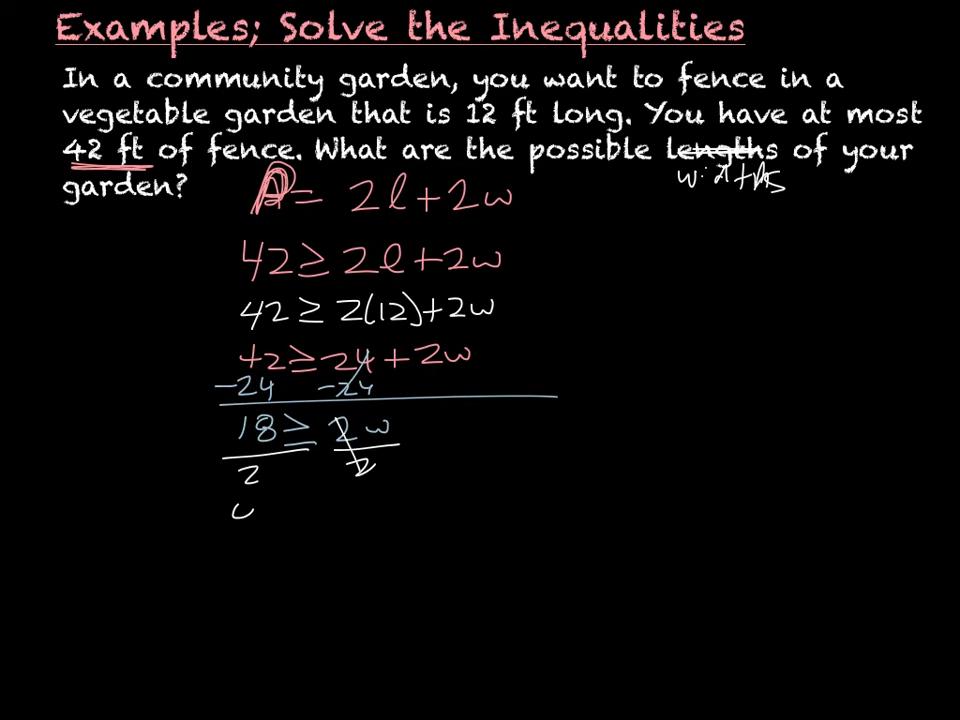 Examples; Solve the Inequalities
In a community garden, you want to fence in a
vegetable garden that is 12 ft long. You have at most
42 ft of fence. What are the possible lengths of your
widths
garden?
P = 2l + 2w
42 ≥ 2l + 2w
42 ≥ 2(12) + 2w
42 ≥ 24 + 2w
-24 -24
18 ≥ 2w
2 2